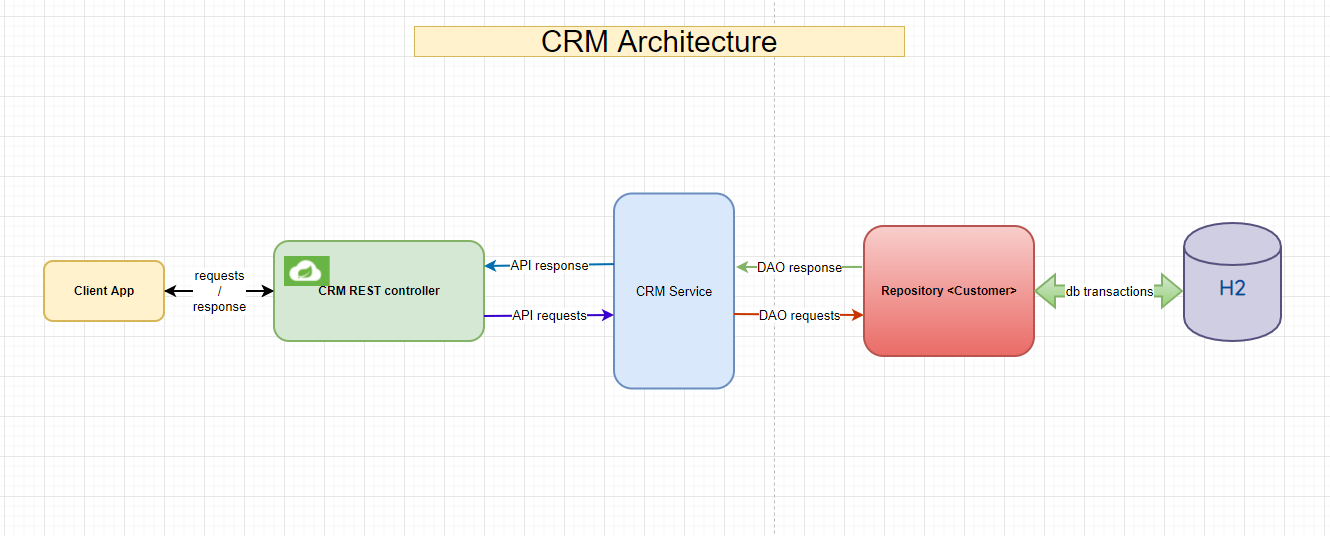 CRM Architecture
Client App
requests
/
response
CRM REST controller
API response
API requests
CRM Service
DAO response
DAO requests
Repository <Customer>
db transactions
H2